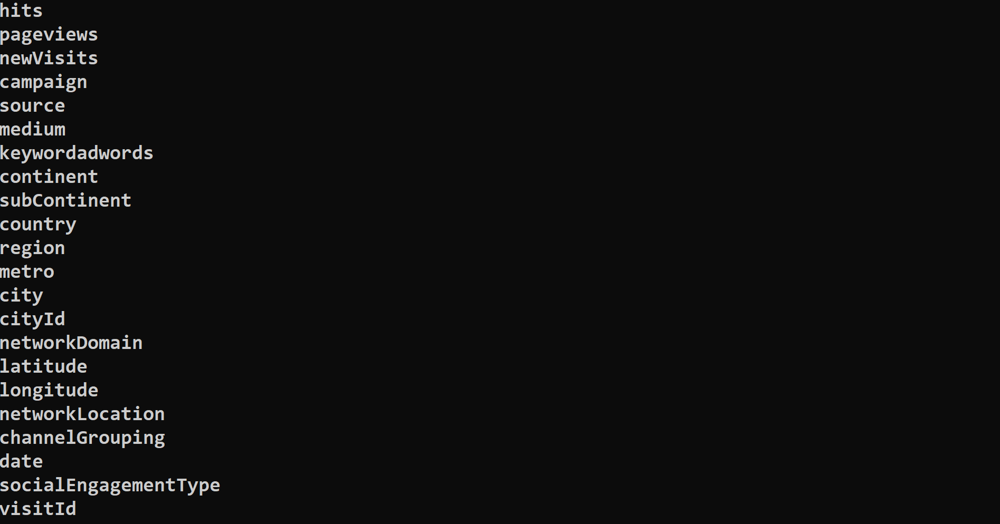 hits
pageviews
newVisits
campaign
source
medium
keywordadwords
continent
subContinent
country
region
metro
city
cityId
networkDomain
latitude
longitude
networkLocation
channelGrouping
date
socialEngagementType
visitId